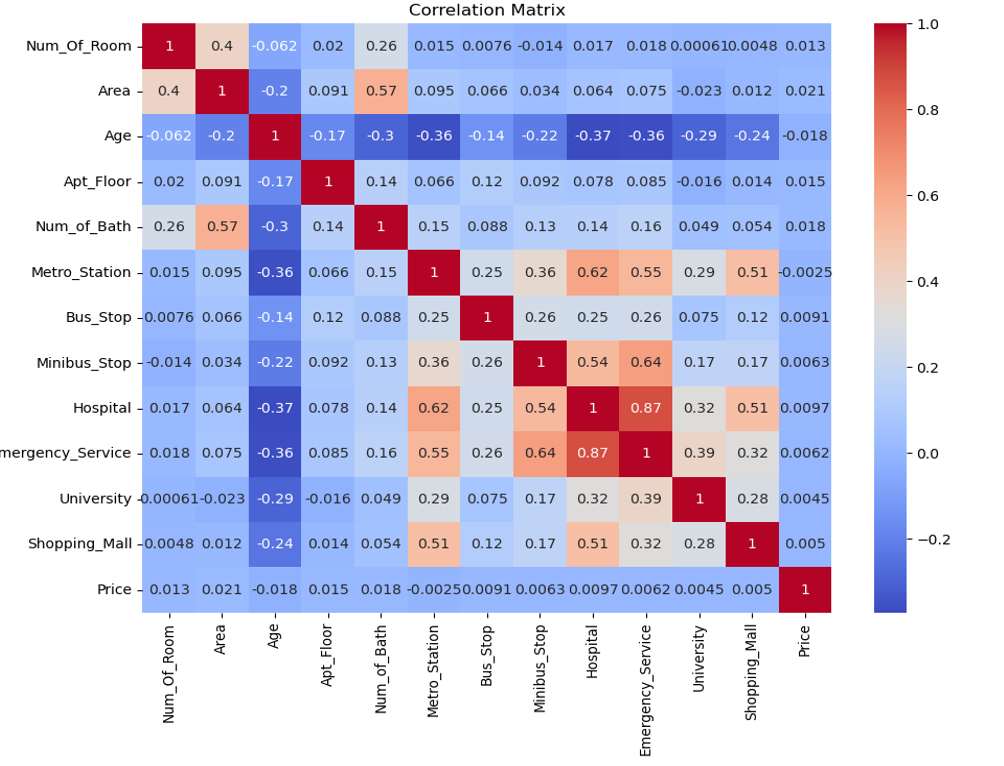 Correlation Matrix
Num_Of_Room 1 0.4 -0.062 0.02 0.26 0.015 0.0076 -0.014 0.017 0.018 0.00061 0.0048 0.013
Area 0.4 1 -0.2 0.091 0.57 0.095 0.066 0.034 0.064 0.075 -0.023 0.012 0.021
Age -0.062 -0.2 1 -0.17 -0.3 -0.36 -0.14 -0.22 -0.37 -0.36 -0.29 -0.24 -0.018
Apt_Floor 0.02 0.091 -0.17 1 0.14 0.066 0.12 0.092 0.078 0.085 -0.016 0.014 0.015
Num_of_Bath 0.26 0.57 -0.3 0.14 1 0.15 0.088 0.13 0.14 0.16 0.049 0.054 0.018
Metro_Station 0.015 0.095 -0.36 0.066 0.15 1 0.25 0.36 0.62 0.55 0.29 0.51 -0.0025
Bus_Stop 0.0076 0.066 -0.14 0.12 0.088 0.25 1 0.26 0.25 0.26 0.075 0.12 0.0091
Minibus_Stop -0.014 0.034 -0.22 0.092 0.13 0.36 0.26 1 0.54 0.64 0.17 0.17 0.0063
Hospital 0.017 0.064 -0.37 0.078 0.14 0.62 0.25 0.54 1 0.87 0.32 0.51 0.0097
mergency_Service 0.018 0.075 -0.36 0.085 0.16 0.55 0.26 0.64 0.87 1 0.39 0.32 0.0062
University 0.00061 -0.023 -0.29 -0.016 0.049 0.29 0.075 0.17 0.32 0.39 1 0.28 0.0045
Shopping_Mall 0.0048 0.012 -0.24 0.014 0.054 0.51 0.12 0.17 0.51 0.32 0.28 1 0.005
Price 0.013 0.021 -0.018 0.015 0.018 -0.0025 0.0091 0.0063 0.0097 0.0062 0.0045 0.005 1
Num_Of_Room
Area
Age
Apt_Floor
Num_of_Bath
Metro_Station
Bus_Stop
Minibus_Stop
Hospital
Emergency_Service
University
Shopping_Mall
Price
1.0
0.8
0.6
0.4
0.2
0.0
−0.2